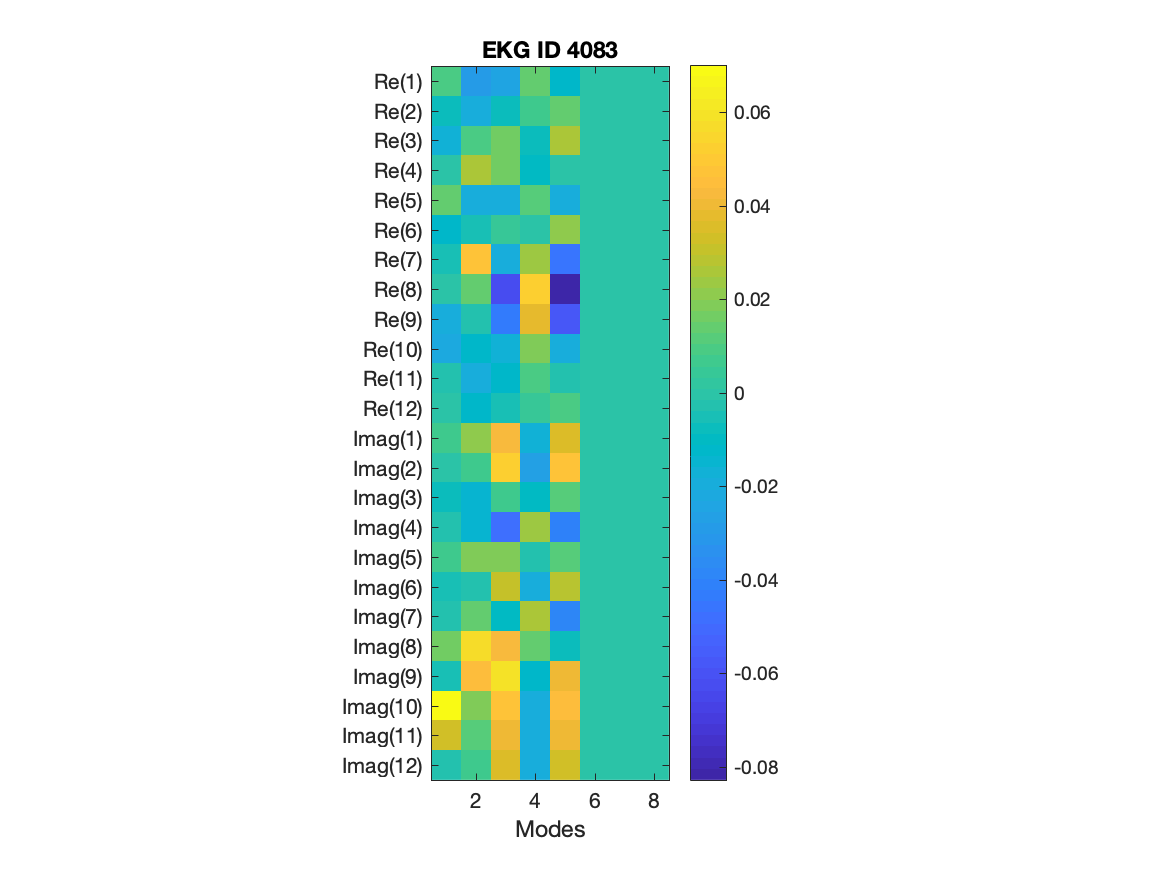 EKG ID 4083
Re(1)
Re(2)
Re(3)
Re(4)
Re(5)
Re(6)
Re(7)
Re(8)
Re(9)
Re(10)
Re(11)
Re(12)
Imag(1)
Imag(2)
Imag(3)
Imag(4)
Imag(5)
Imag(6)
Imag(7)
Imag(8)
Imag(9)
Imag(10)
Imag(11)
Imag(12)
2 4 6 8
Modes
0.06
0.04
0.02
0
-0.02
-0.04
-0.06
-0.08